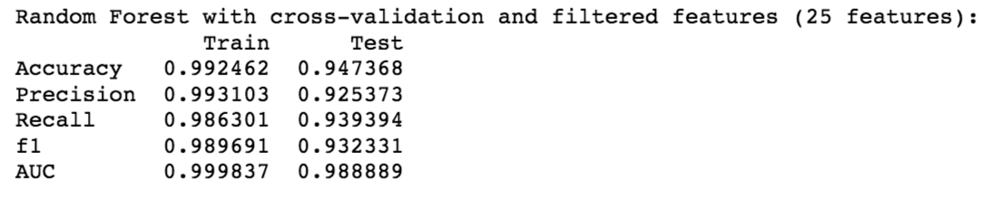 Random Forest with cross-validation and filtered features (25 features):
Train Test
Accuracy 0.992462 0.947368
Precision 0.993103 0.925373
Recall 0.986301 0.939394
f1 0.989691 0.932331
AUC 0.999837 0.988889